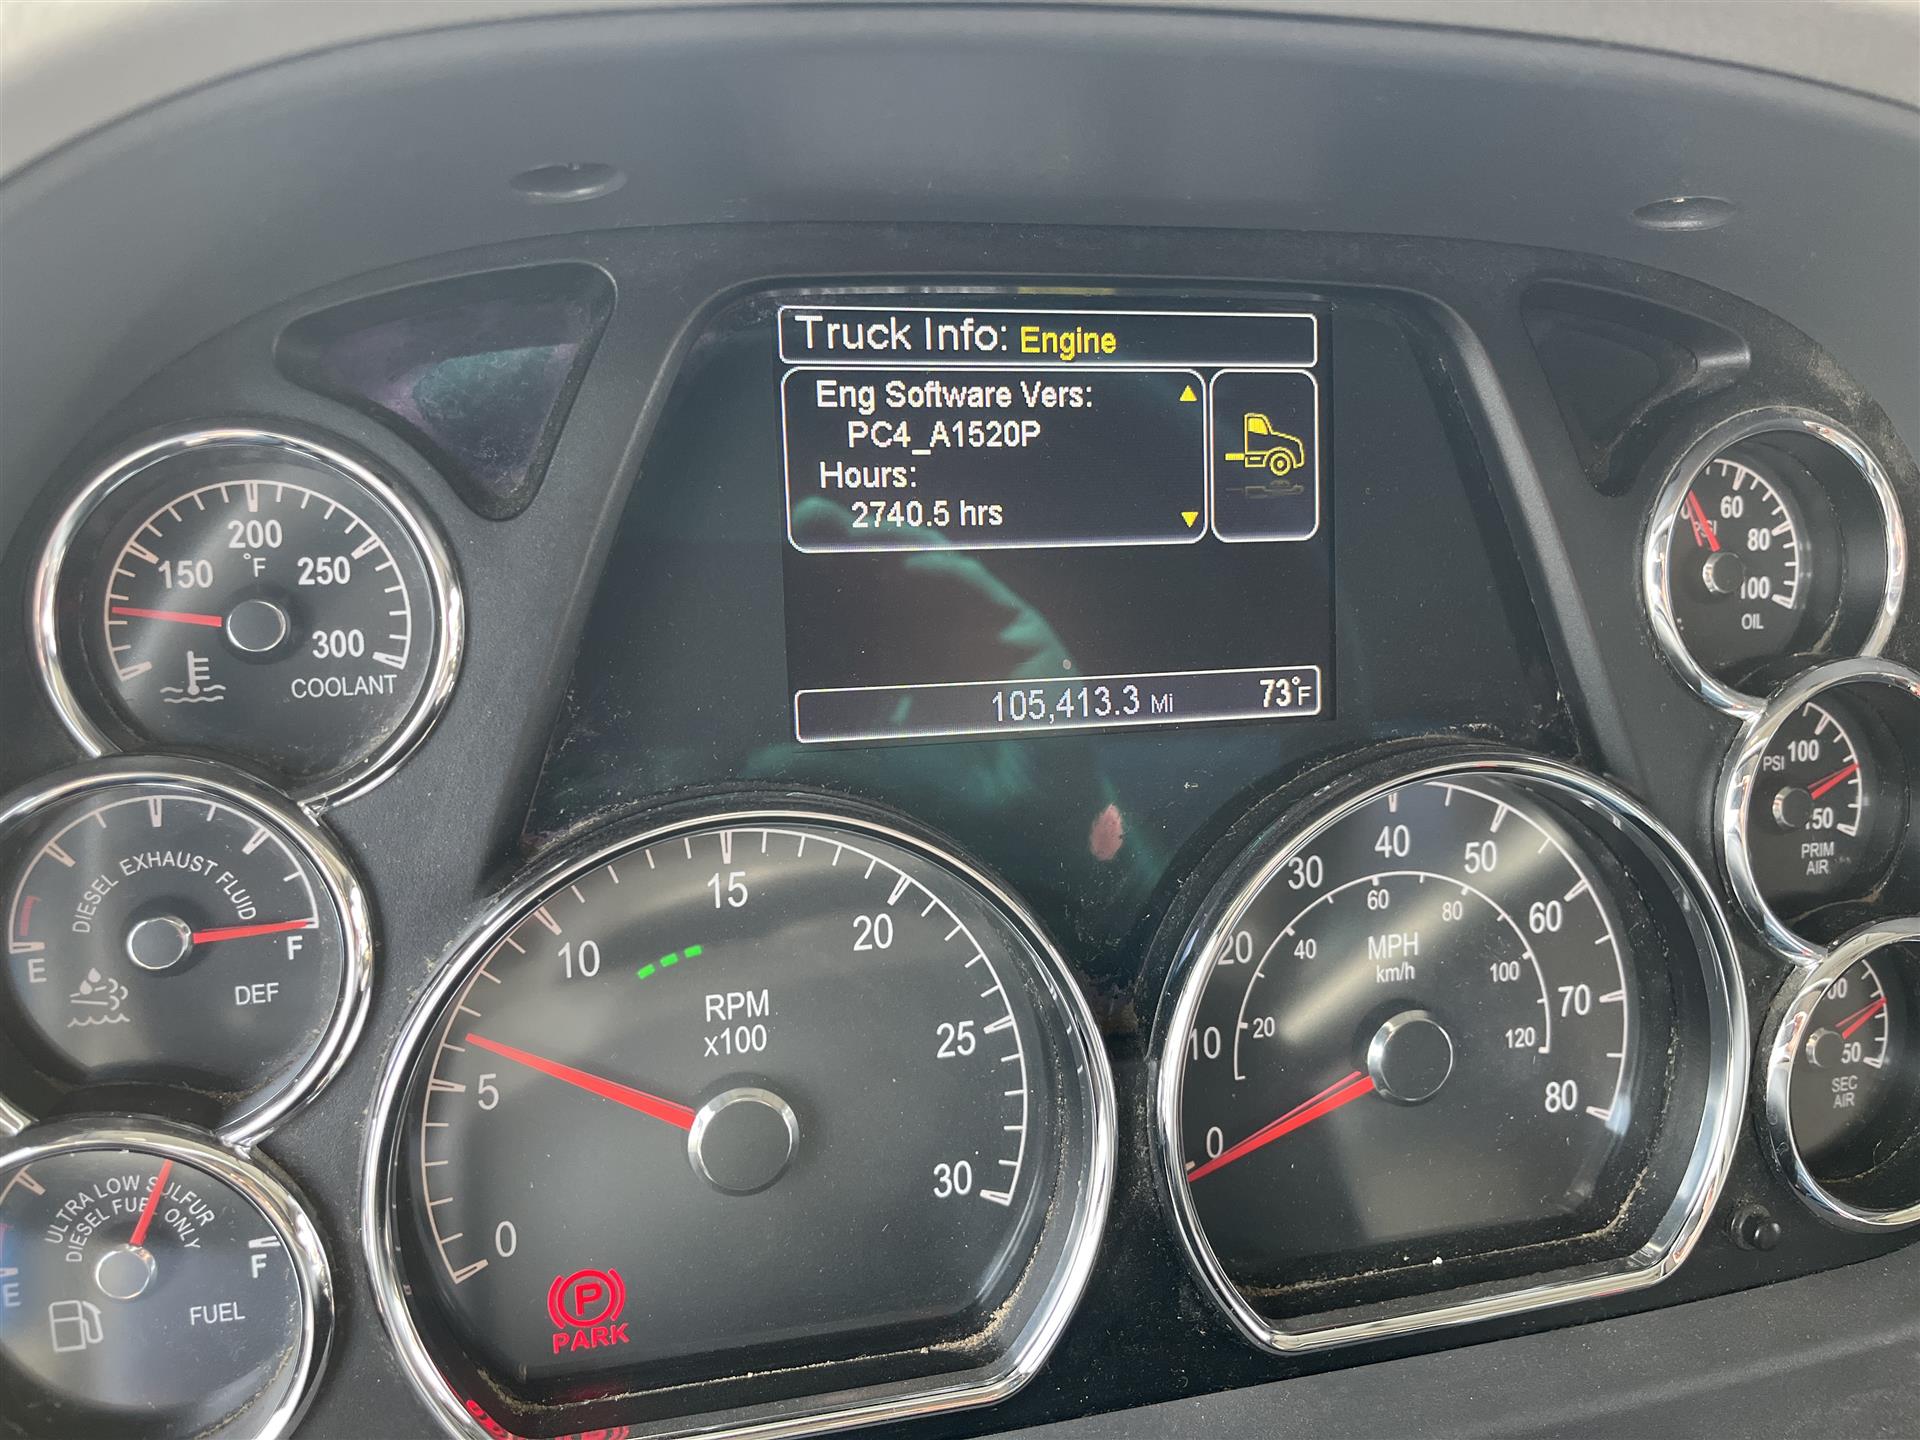 Truck Info: Engine
Eng Software Vers:
PC4_A1520P
Hours:
2740.5 hrs
105,413.3 Mi 73°F
150 200 250 300
°F
COOLANT
DIESEL EXHAUST FLUID
E F
DEF
ULTRA LOW SULFUR
DIESEL FUEL ONLY
E F
FUEL
0 5 10 15 20 25 30
RPM
x100
P
PARK
0 10 20 30 40 50 60 70 80
20 40 60 80 100 120
MPH
km/h
60 80 100
PSI
OIL
PSI
100
150
PRIM
AIR
SEC
AIR